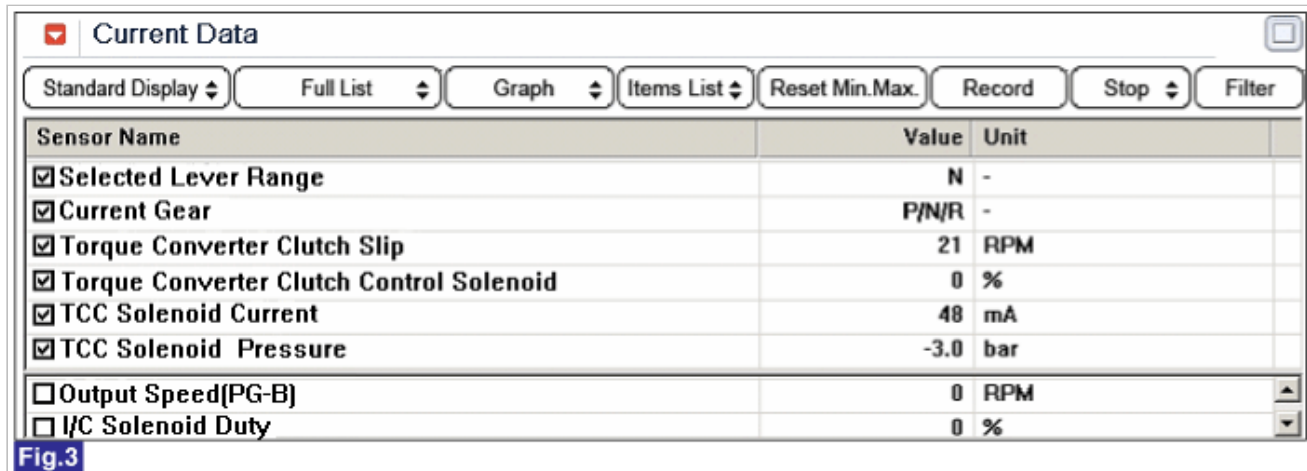 Current Data
Standard Display Full List Graph Items List Reset Min.Max. Record Stop Filter
Sensor Name Value Unit
Selected Lever Range N -
Current Gear P/N/R -
Torque Converter Clutch Slip 21 RPM
Torque Converter Clutch Control Solenoid 0 %
TCC Solenoid Current 48 mA
TCC Solenoid Pressure -3.0 bar
Output Speed(PG-B) 0 RPM
I/C Solenoid Duty 0 %
Fig.3